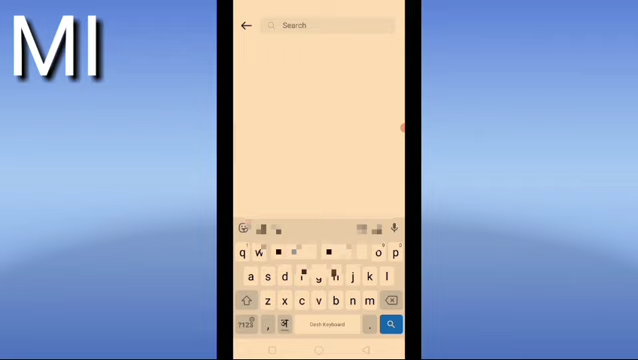 MI
Search
q w o p
a s d g h j k l
z x c v b n m
?123 , अ Desh Keyboard .